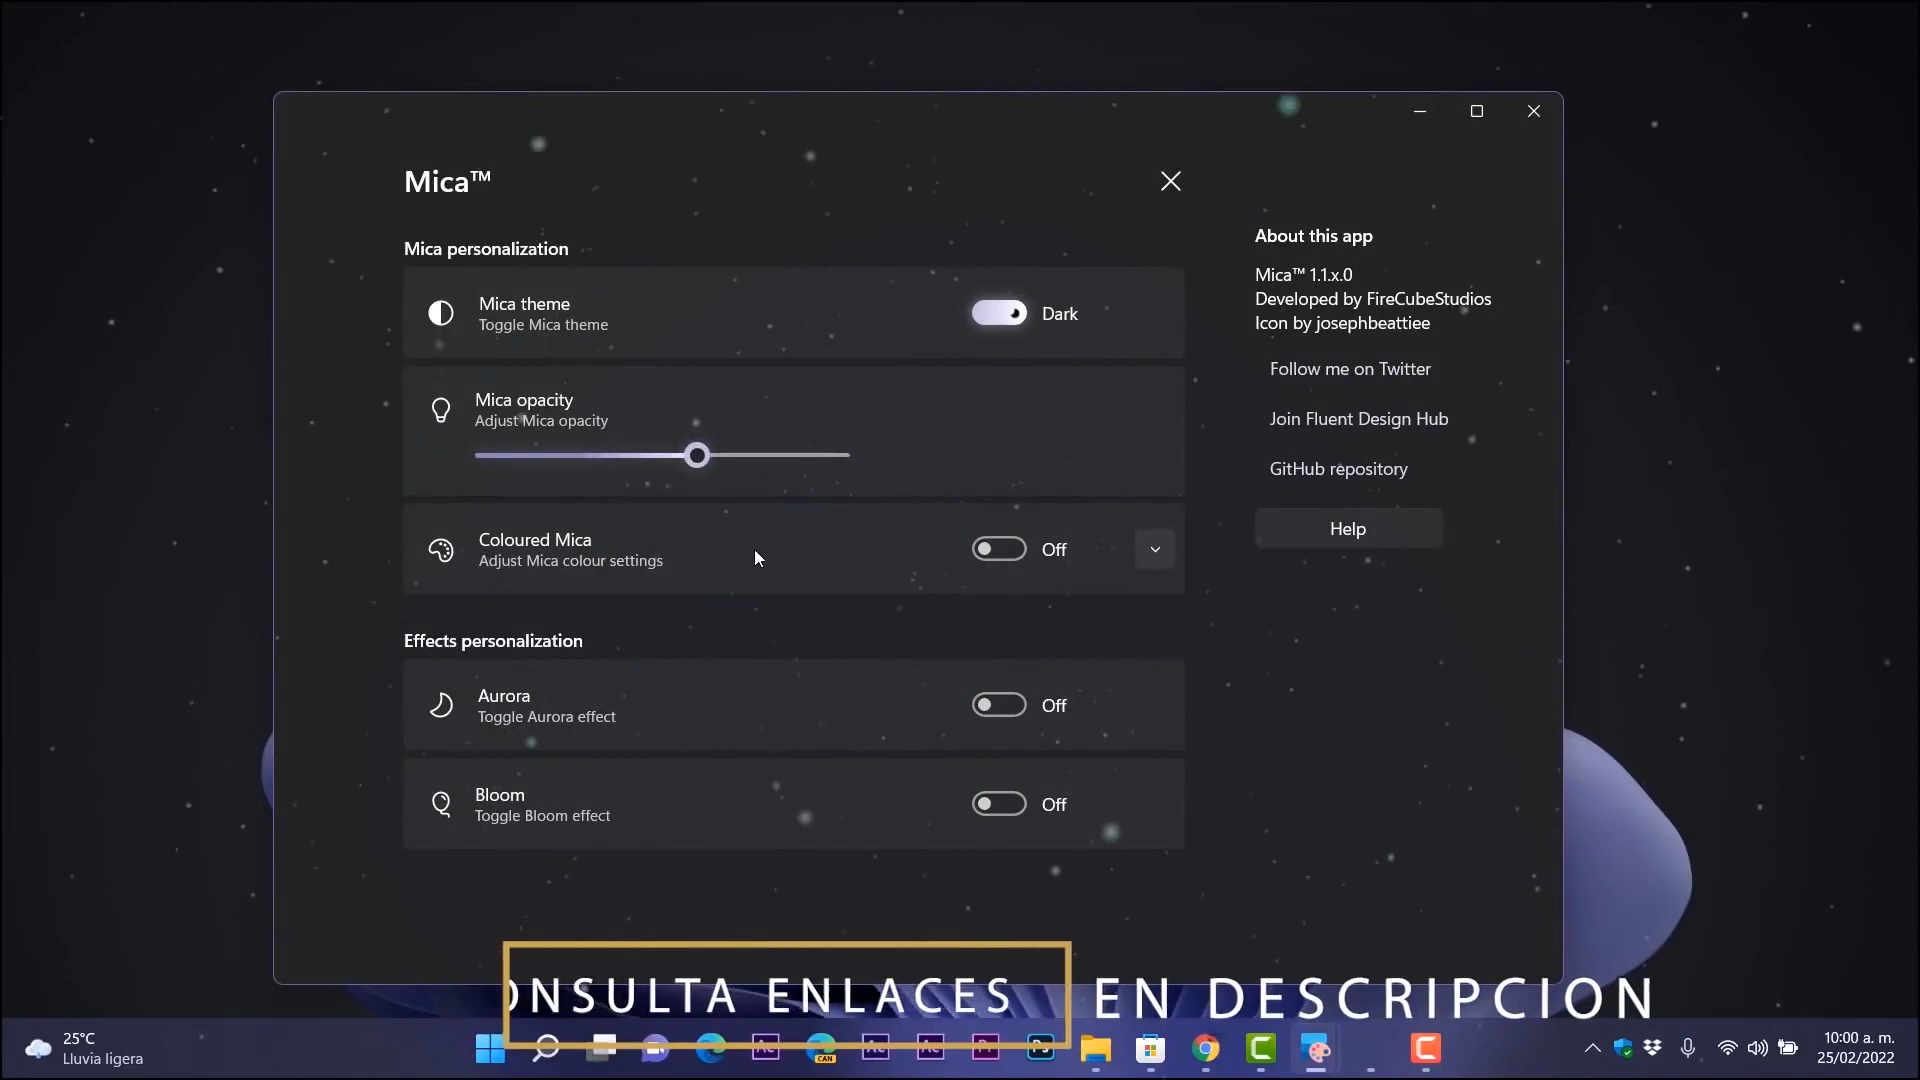 Mica™
Mica personalization
Mica theme
Toggle Mica theme
Dark
Mica opacity
Adjust Mica opacity
Coloured Mica
Adjust Mica colour settings
Off
Effects personalization
Aurora
Toggle Aurora effect
Off
Bloom
Toggle Bloom effect
Off
About this app
Mica™ 1.1.x.0
Developed by FireCubeStudios
Icon by josephbeattiee
Follow me on Twitter
Join Fluent Design Hub
GitHub repository
Help
ONSULTA ENLACES EN DESCRIPCION
25°C
Lluvia ligera
CAN
10:00 a. m.
25/02/2022